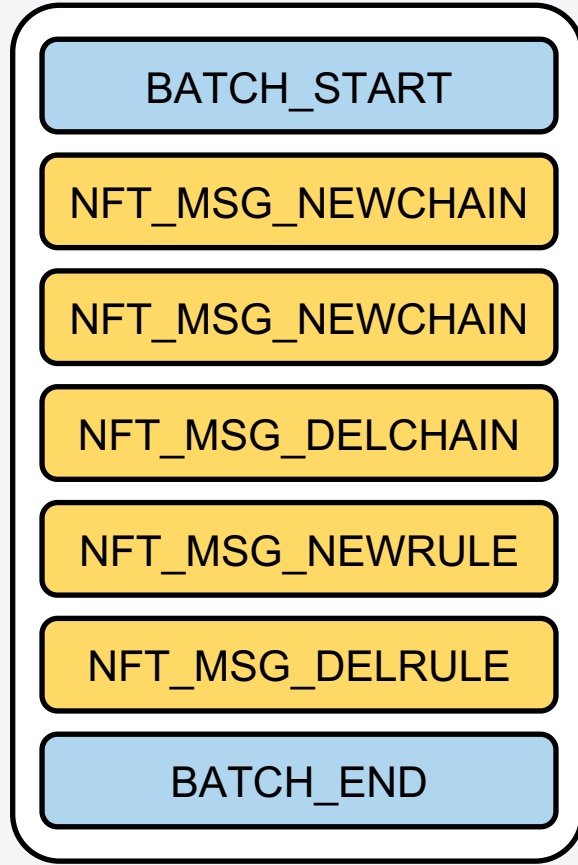 BATCH_START
NFT_MSG_NEWCHAIN
NFT_MSG_NEWCHAIN
NFT_MSG_DELCHAIN
NFT_MSG_NEWRULE
NFT_MSG_DELRULE
BATCH_END